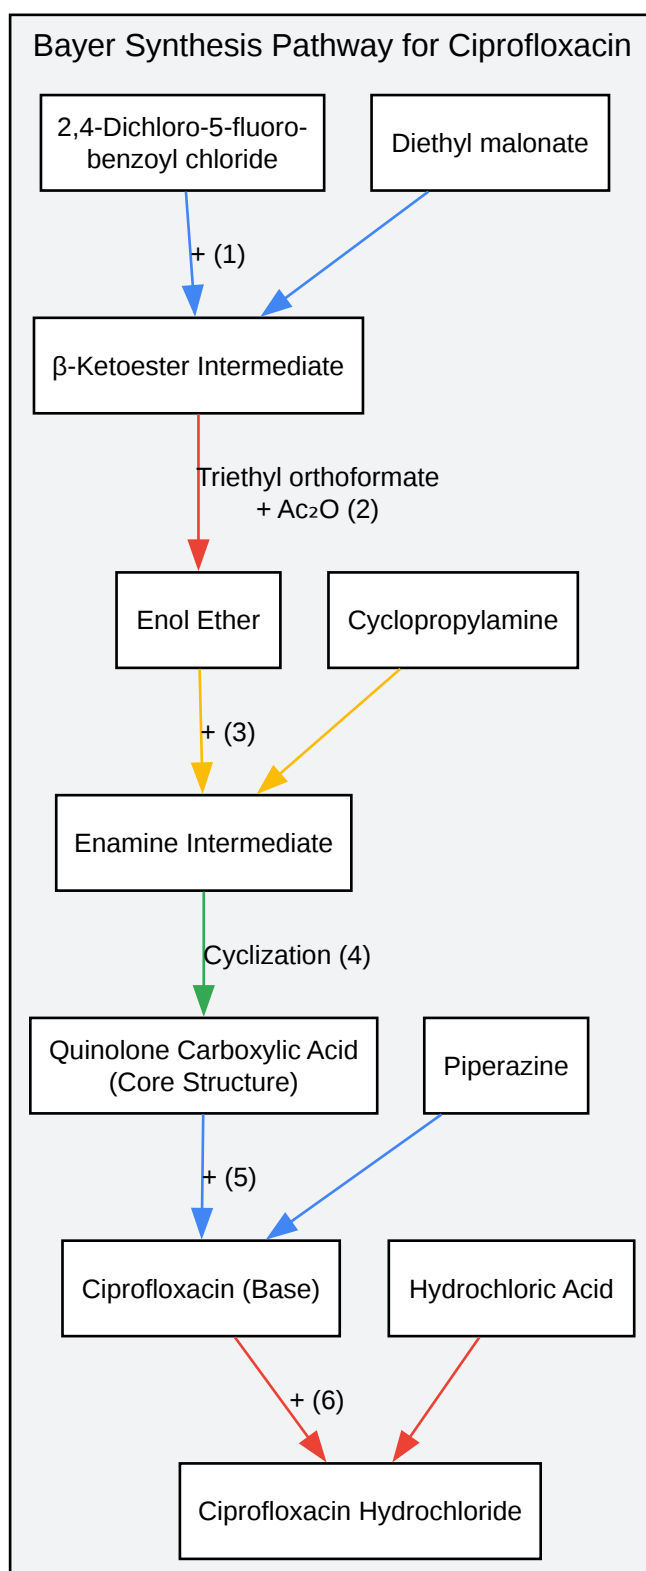 Bayer Synthesis Pathway for Ciprofloxacin
2,4-Dichloro-5-fluoro-
benzoyl chloride
Diethyl malonate
+ (1)
β-Ketoester Intermediate
Triethyl orthoformate
+ Ac₂O (2)
Enol Ether
Cyclopropylamine
+ (3)
Enamine Intermediate
Cyclization (4)
Quinolone Carboxylic Acid
(Core Structure)
Piperazine
+ (5)
Ciprofloxacin (Base)
Hydrochloric Acid
+ (6)
Ciprofloxacin Hydrochloride